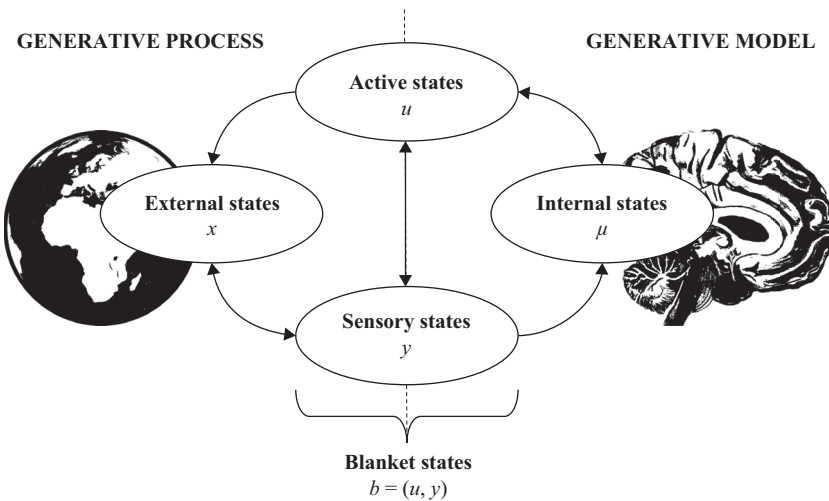 GENERATIVE PROCESS
GENERATIVE MODEL
Active states
u
External states
x
Internal states
μ
Sensory states
y
Blanket states
b = (u, y)